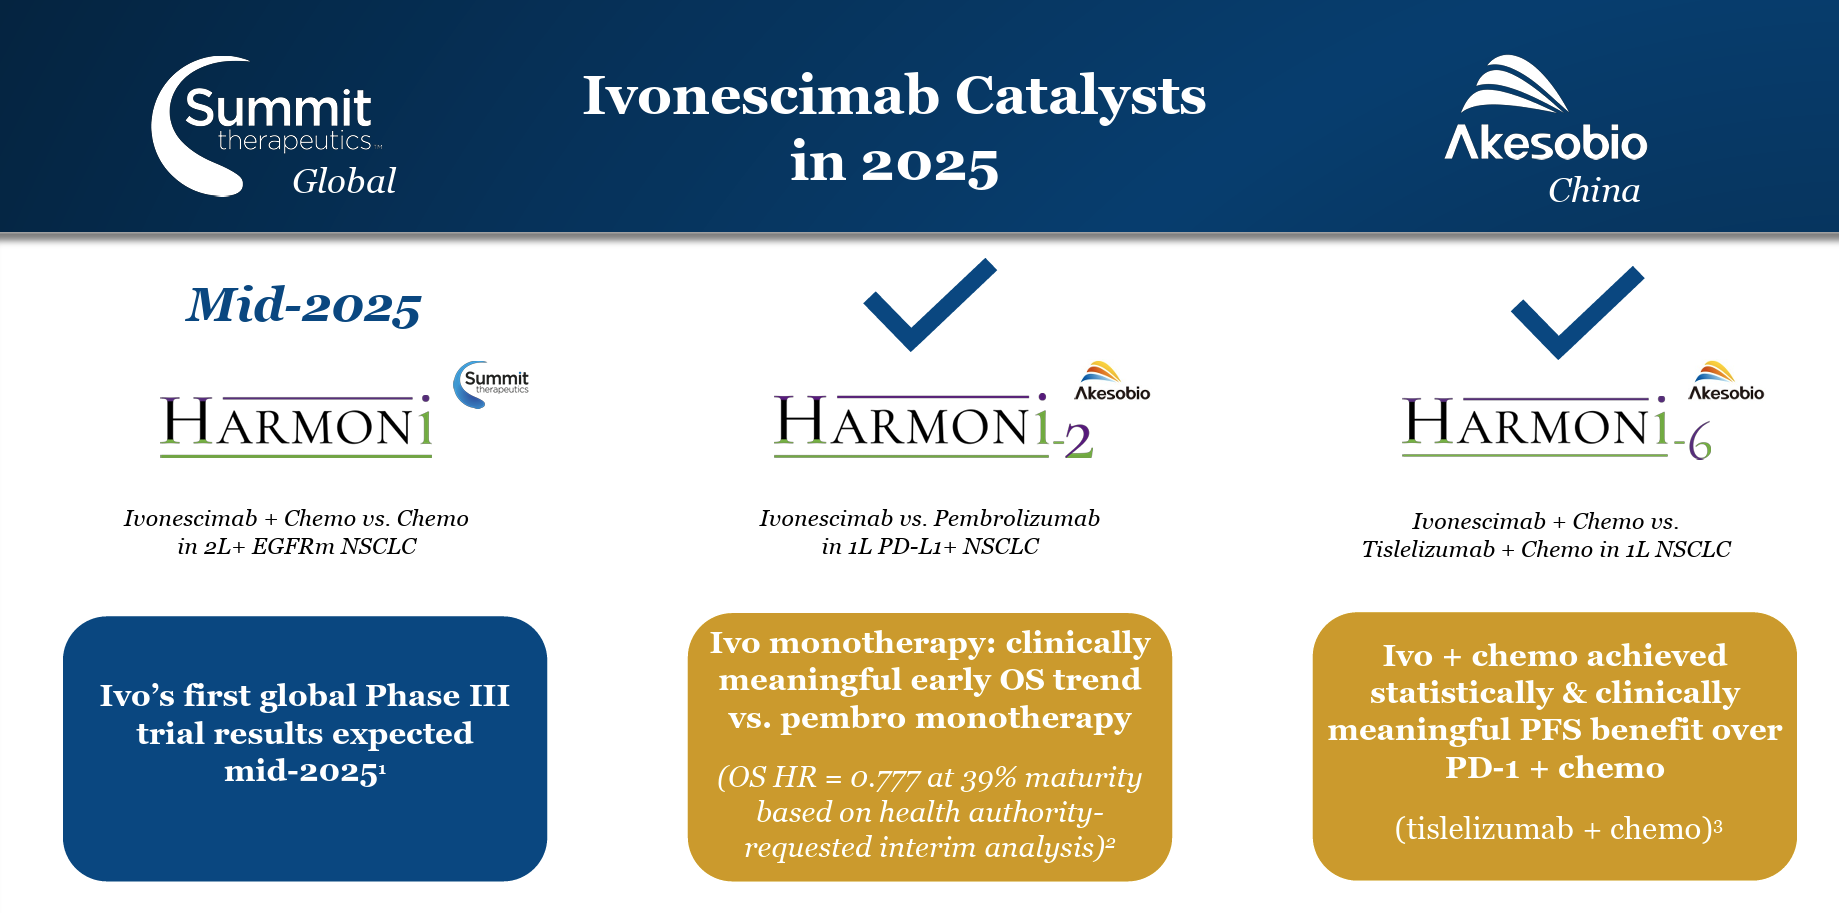 Summit
therapeutics™
Global
Ivonescimab Catalysts
in 2025
Akesobio
China
Mid-2025
Summit
therapeutics
HARMONi
Ivonescimab + Chemo vs. Chemo
in 2L+ EGFRm NSCLC
Ivo’s first global Phase III
trial results expected
mid-2025¹
Akesobio
HARMONi-2
Ivonescimab vs. Pembrolizumab
in 1L PD-L1+ NSCLC
Ivo monotherapy: clinically
meaningful early OS trend
vs. pembro monotherapy
(OS HR = 0.777 at 39% maturity
based on health authority-
requested interim analysis)²
Akesobio
HARMONi-6
Ivonescimab + Chemo vs.
Tislelizumab + Chemo in 1L NSCLC
Ivo + chemo achieved
statistically & clinically
meaningful PFS benefit over
PD-1 + chemo
(tislelizumab + chemo)³